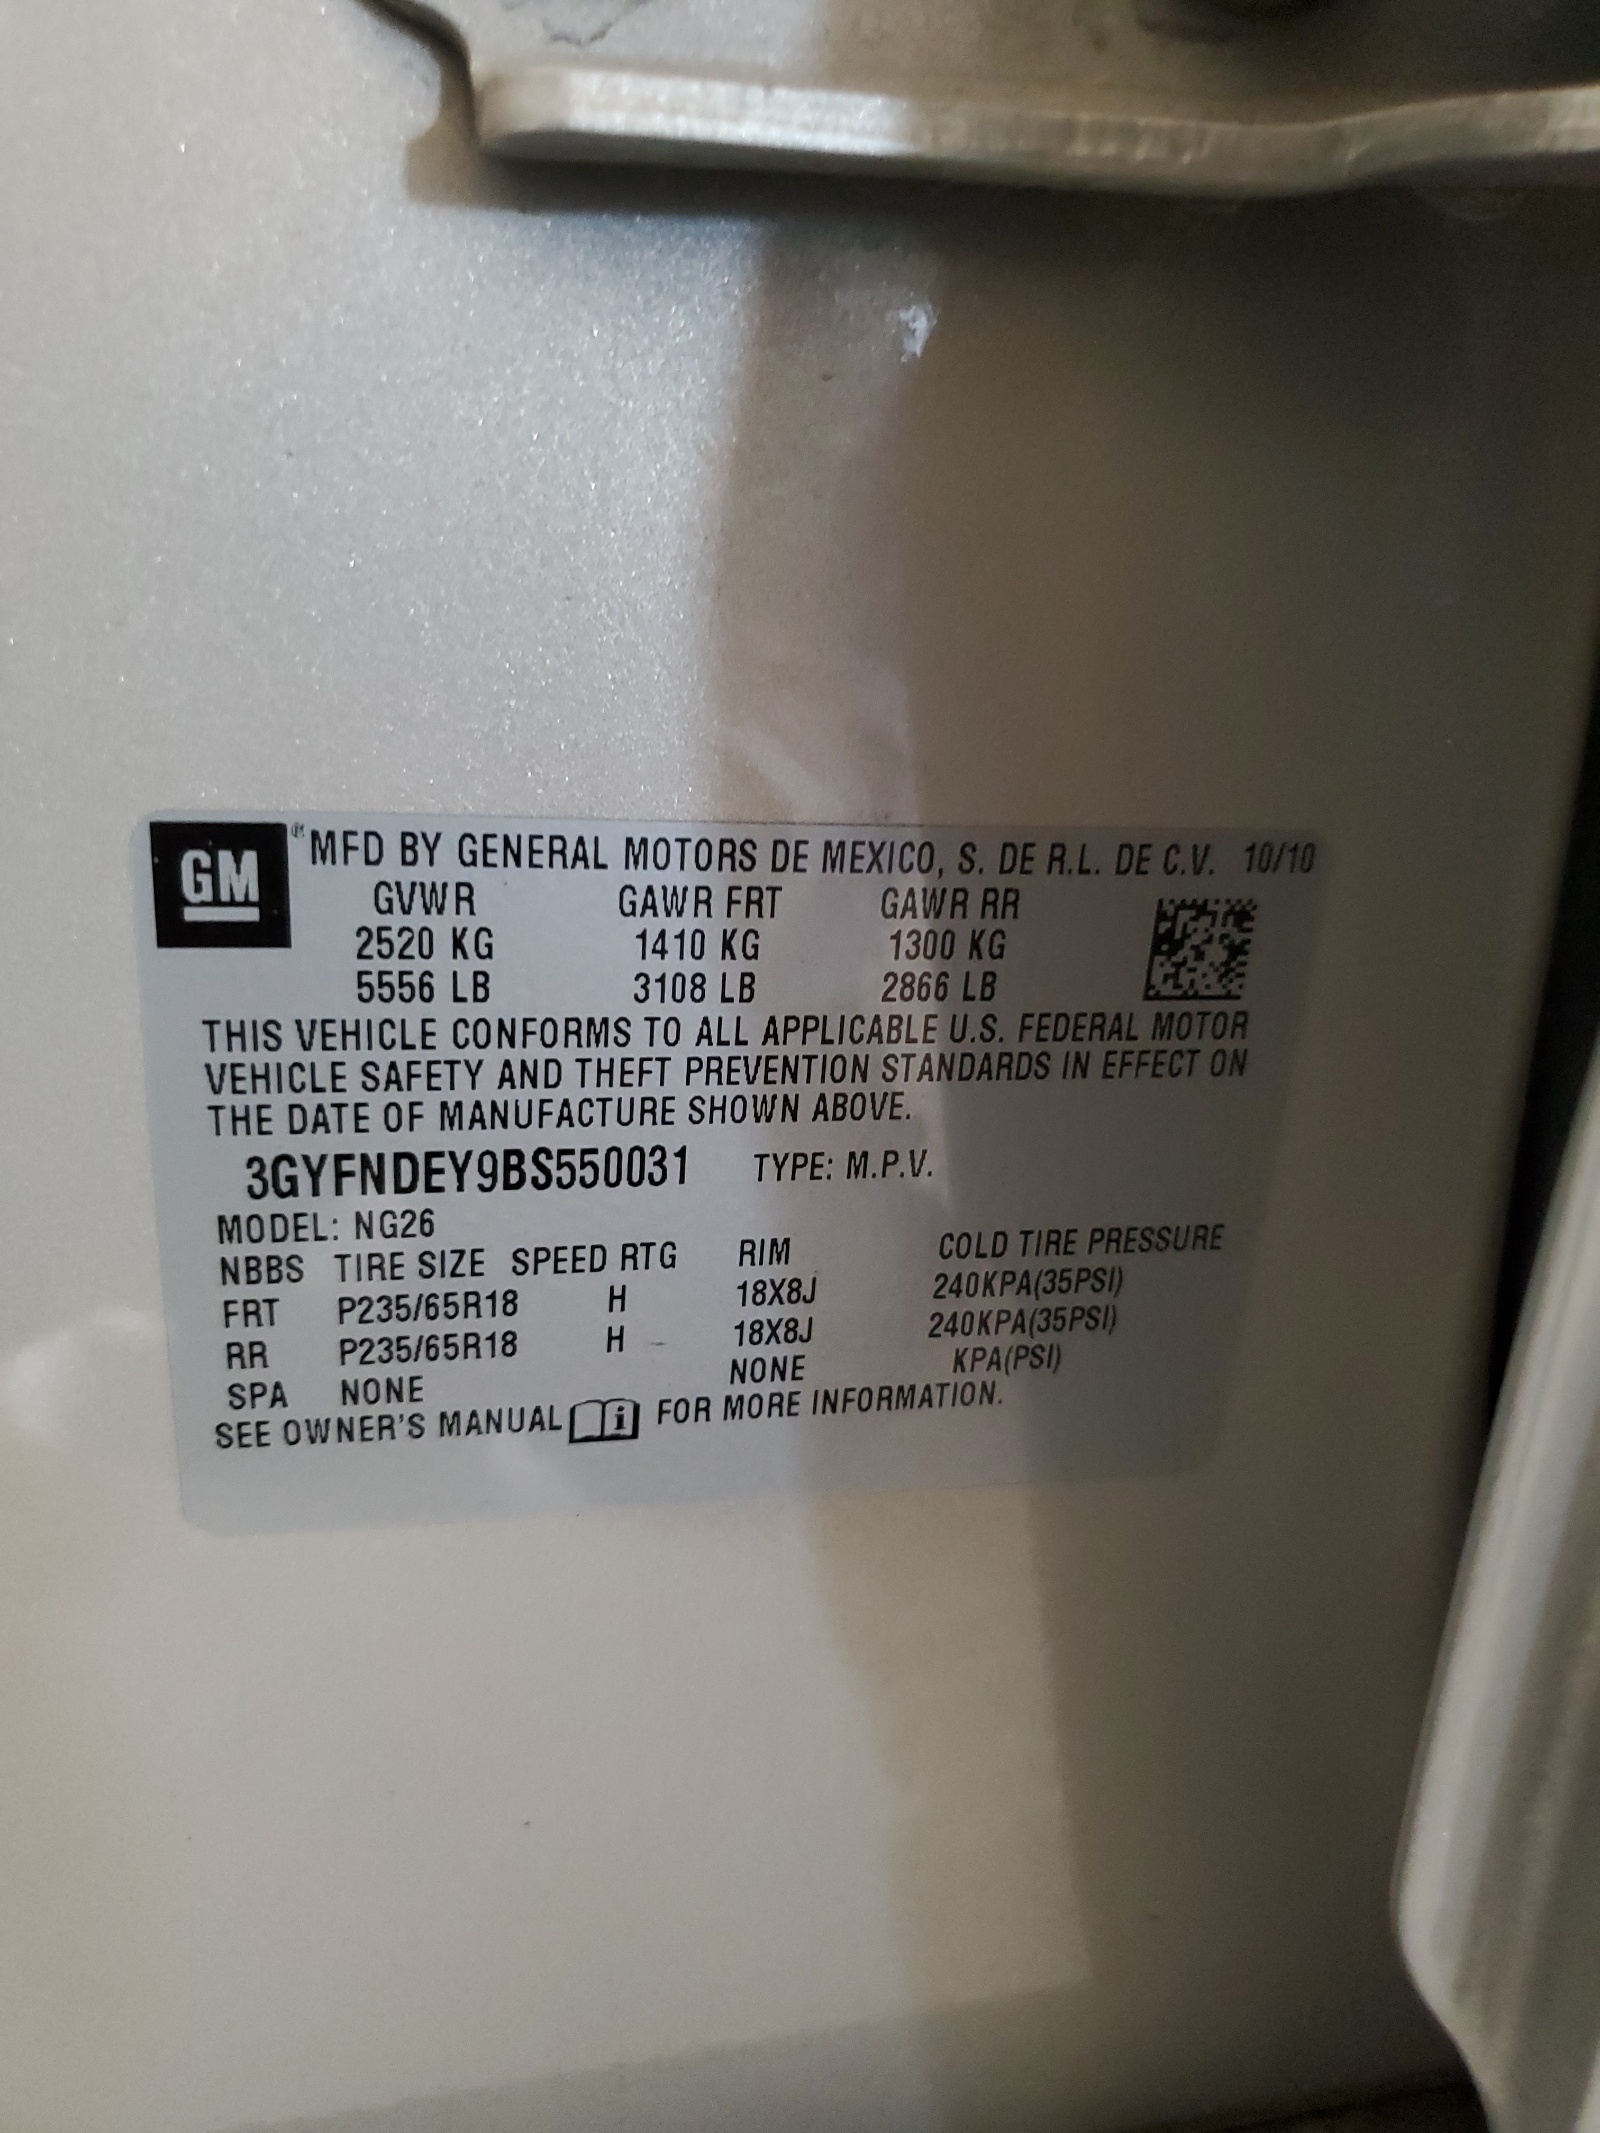 GM ® MFD BY GENERAL MOTORS DE MEXICO, S. DE R.L. DE C.V. 10/10
GVWR GAWR FRT GAWR RR
2520 KG 1410 KG 1300 KG
5556 LB 3108 LB 2866 LB
THIS VEHICLE CONFORMS TO ALL APPLICABLE U.S. FEDERAL MOTOR
VEHICLE SAFETY AND THEFT PREVENTION STANDARDS IN EFFECT ON
THE DATE OF MANUFACTURE SHOWN ABOVE.
3GYFNDEY9BS550031 TYPE: M.P.V.
MODEL: NG26
NBBS TIRE SIZE SPEED RTG RIM COLD TIRE PRESSURE
FRT P235/65R18 H 18X8J 240KPA(35PSI)
RR P235/65R18 H 18X8J 240KPA(35PSI)
SPA NONE NONE KPA(PSI)
SEE OWNER'S MANUAL i FOR MORE INFORMATION.